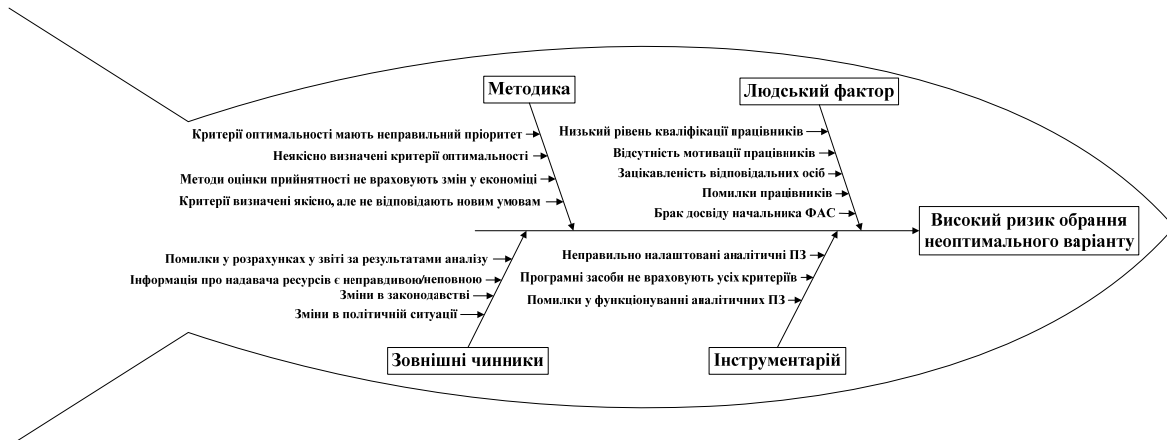 Методика
Критерії оптимальності мають неправильний пріоритет
Неякісно визначені критерії оптимальності
Методи оцінки прийнятності не враховують змін у економіці
Критерії визначені якісно, але не відповідають новим умовам
Людський фактор
Низький рівень кваліфікації працівників
Відсутність мотивації працівників
Зацікавленість відповідальних осіб
Помилки працівників
Брак досвіду начальника ФАС
Високий ризик обрання
неоптимального варіанту
Помилки у розрахунках у звіті за результатами аналізу
Інформація про надавача ресурсів є неправдивою/неповною
Зміни в законодавстві
Зміни в політичній ситуації
Зовнішні чинники
Неправильно налаштовані аналітичні ПЗ
Програмні засоби не враховують усіх критеріїв
Помилки у функціонуванні аналітичних ПЗ
Інструментарій